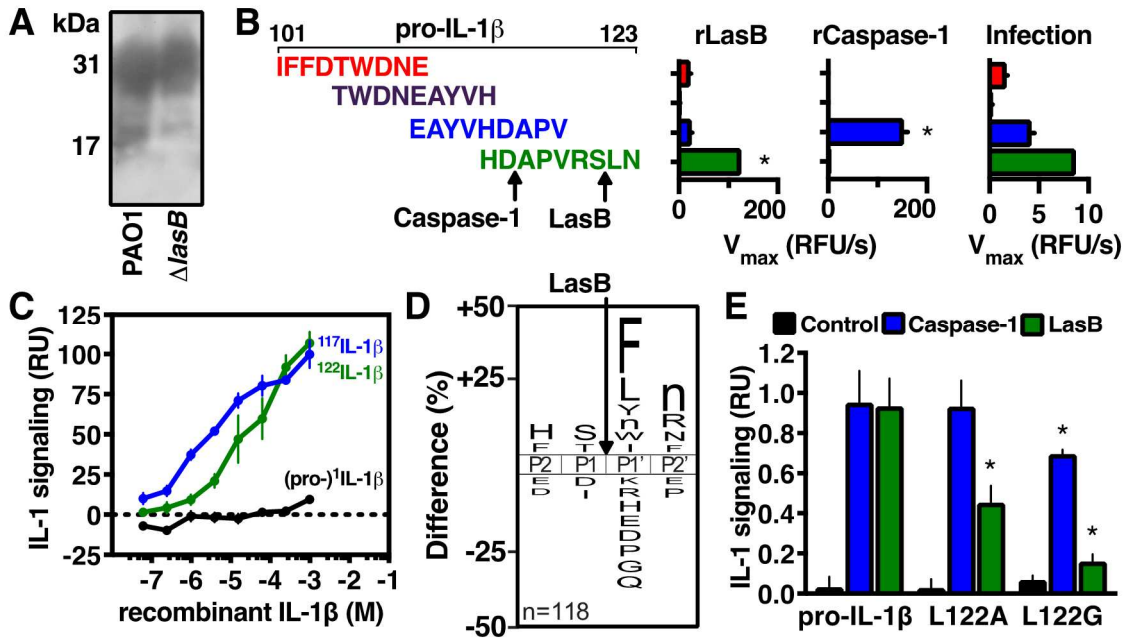 A
kDa
31
17
PAO1
ΔlasB
B
pro-IL-1β
101
123
IFFDTWDNE
TWDNEAYVH
EAYVHDAPV
HDAPVRSLN
Caspase-1
LasB
rLasB
rCaspase-1
Infection
*
*
0 200
0 200
0 5 10
Vmax (RFU/s)
Vmax (RFU/s)
C
IL-1 signaling (RU)
125
100
75
50
25
0
-25
117IL-1β
122IL-1β
(pro-)1IL-1β
-7 -6 -5 -4 -3 -2 -1
recombinant IL-1β (M)
D
LasB
Difference (%)
+50
+25
-25
-50
F
L
Y
n
W
I
H
F
S
T
n
R
N
F
P2 P1 P1' P2'
E
D
D
I
K
R
H
E
D
P
G
Q
E
P
n=118
E
Control Caspase-1 LasB
IL-1 signaling (RU)
1.2
1.0
0.8
0.6
0.4
0.2
0.0
*
*
*
pro-IL-1β L122A L122G